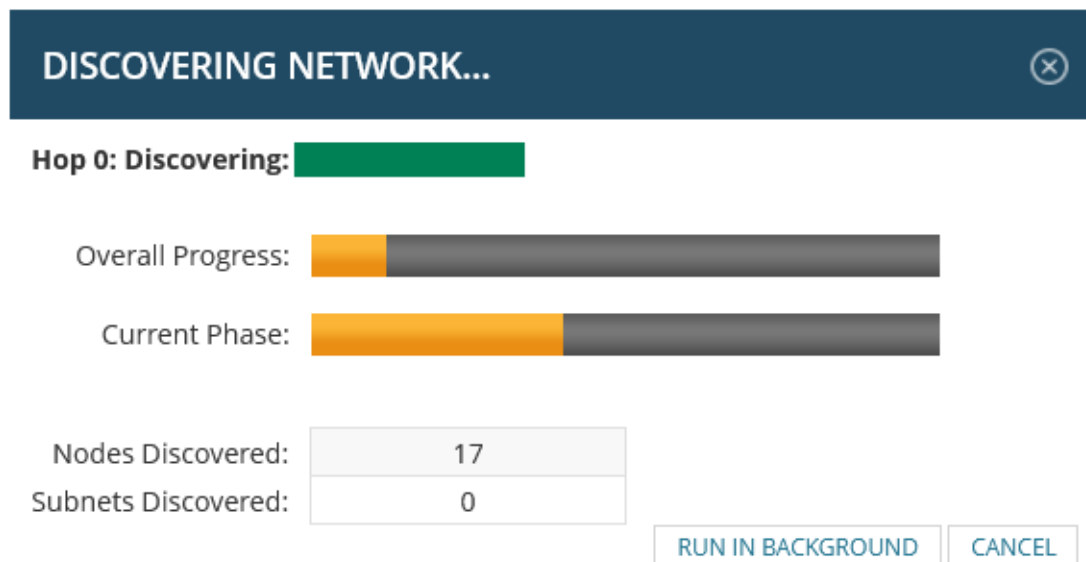 DISCOVERING NETWORK...
Hop 0: Discovering:
Overall Progress:
Current Phase:
Nodes Discovered: 17
Subnets Discovered: 0
RUN IN BACKGROUND CANCEL